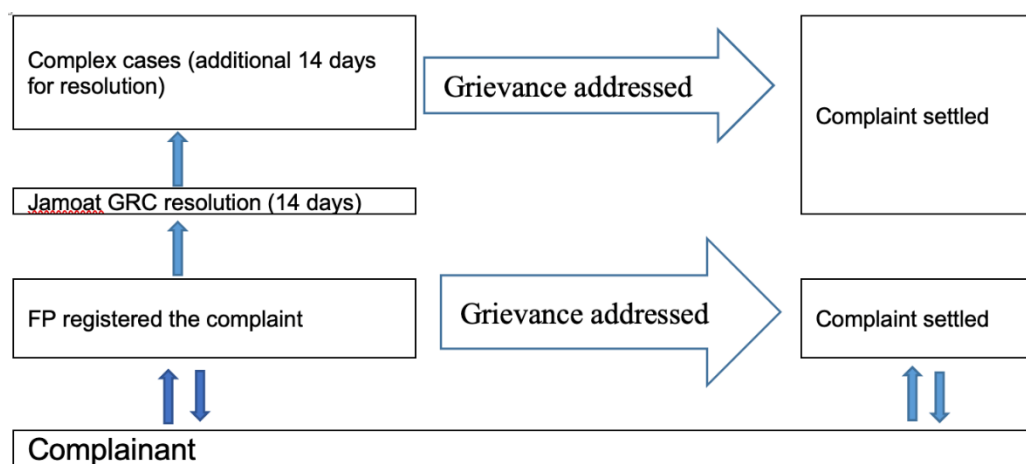 Complex cases (additional 14 days
for resolution)
Grievance addressed
Complaint settled
Jamoat GRC resolution (14 days)
FP registered the complaint
Grievance addressed
Complaint settled
Complainant